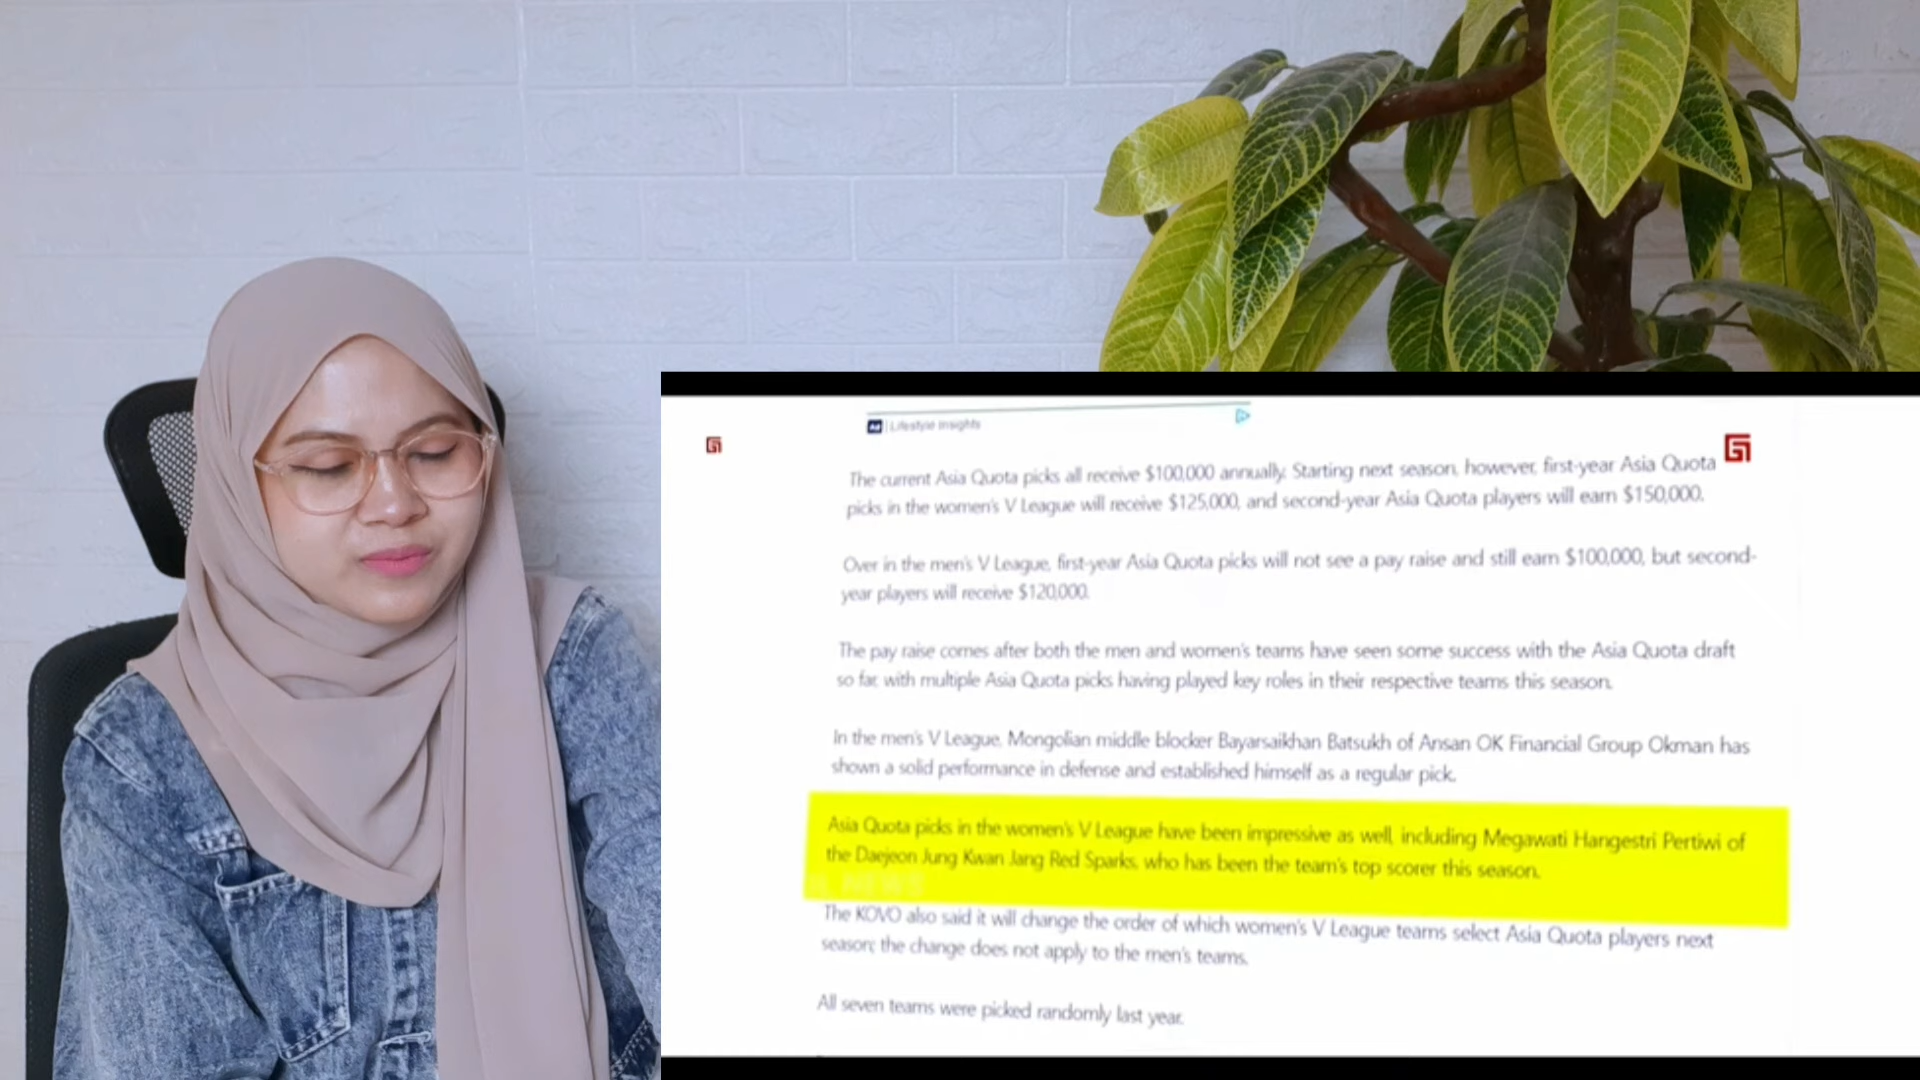 Ad | Lifestyle Insights
The current Asia Quota picks all receive $100,000 annually. Starting next season, however, first-year Asia Quota
picks in the women's V League will receive $125,000, and second-year Asia Quota players will earn $150,000.
Over in the men's V League, first-year Asia Quota picks will not see a pay raise and still earn $100,000, but second-
year players will receive $120,000.
The pay raise comes after both the men and women's teams have seen some success with the Asia Quota draft
so far, with multiple Asia Quota picks having played key roles in their respective teams this season.
In the men's V League, Mongolian middle blocker Bayarsaikhan Batsukh of Ansan OK Financial Group Okman has
shown a solid performance in defense and established himself as a regular pick.
Asia Quota picks in the women's V League have been impressive as well, including Megawati Hangestri Pertiwi of
the Daejeon Jung Kwan Jang Red Sparks, who has been the team's top scorer this season.
The KOVO also said it will change the order of which women's V League teams select Asia Quota players next
season; the change does not apply to the men's teams.
All seven teams were picked randomly last year.